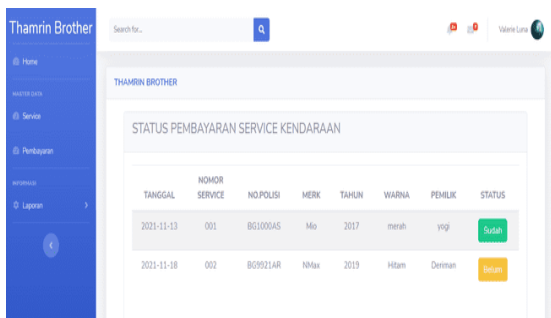 Thamrin Brother
Search for...
Valerie Luna
Home
MASTER DATA
Service
Pembayaran
INFORMASI
Laporan
THAMRIN BROTHER
STATUS PEMBAYARAN SERVICE KENDARAAN
TANGGAL NOMOR SERVICE NO.POLISI MERK TAHUN WARNA PEMILIK STATUS
2021-11-13 001 BG1000AS Mio 2017 merah yogi Sudah
2021-11-18 002 BG9921AR NMax 2019 Hitam Deriman Belum